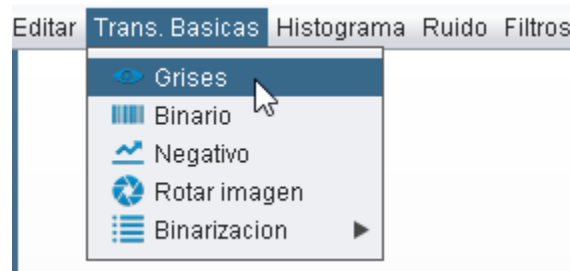 Editar Trans. Basicas Histograma Ruido Filtros
Grises
Binario
Negativo
Rotar imagen
Binarizacion